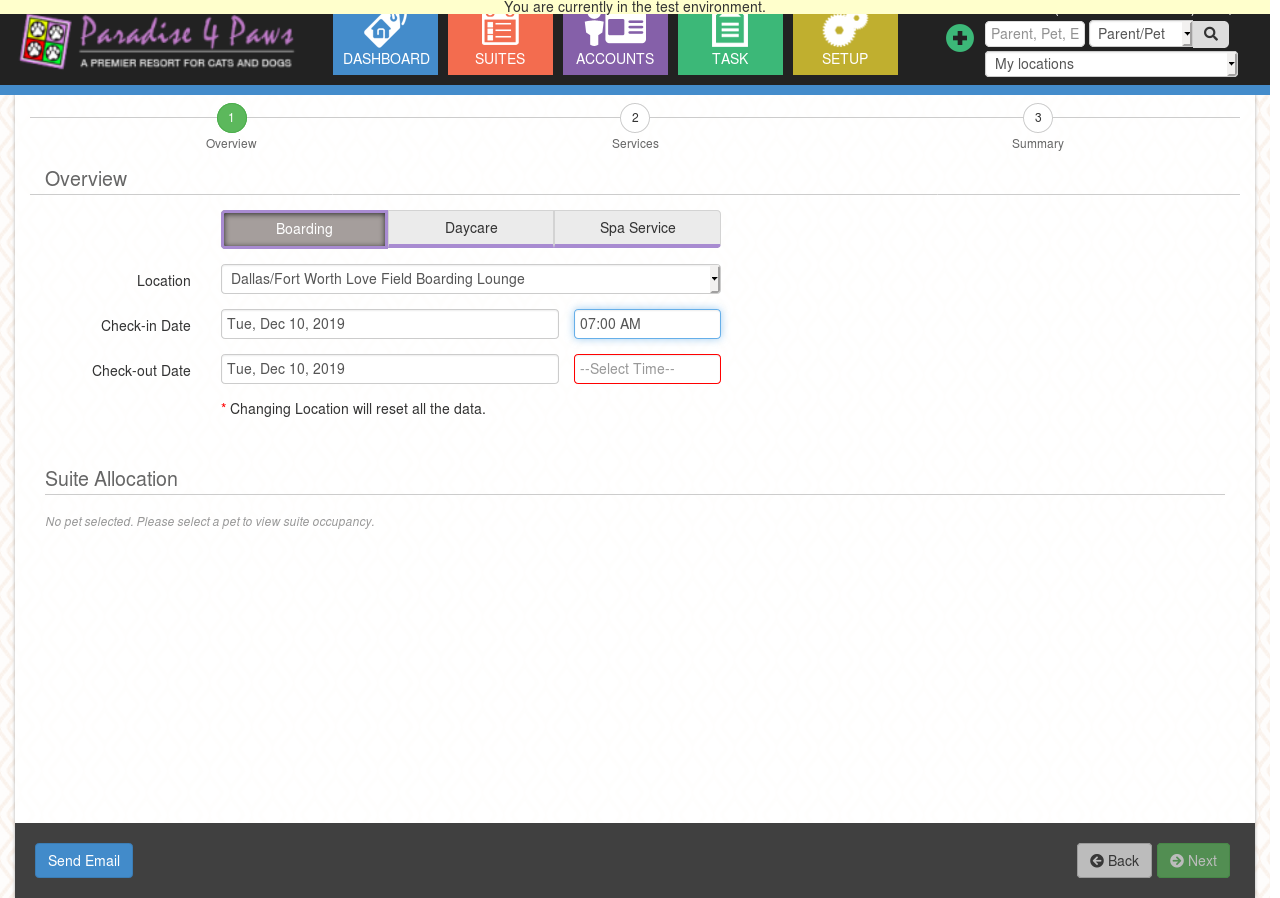 You are currently in the test environment.
Paradise 4 Paws
A PREMIER RESORT FOR CATS AND DOGS
DASHBOARD
SUITES
ACCOUNTS
TASK
SETUP
Parent, Pet, E
Parent/Pet
My locations
1
2
3
Overview
Services
Summary
Overview
Boarding
Daycare
Spa Service
Location
Dallas/Fort Worth Love Field Boarding Lounge
Check-in Date
Tue, Dec 10, 2019
07:00 AM
Check-out Date
Tue, Dec 10, 2019
--Select Time--
* Changing Location will reset all the data.
Suite Allocation
No pet selected. Please select a pet to view suite occupancy.
Send Email
Back
Next